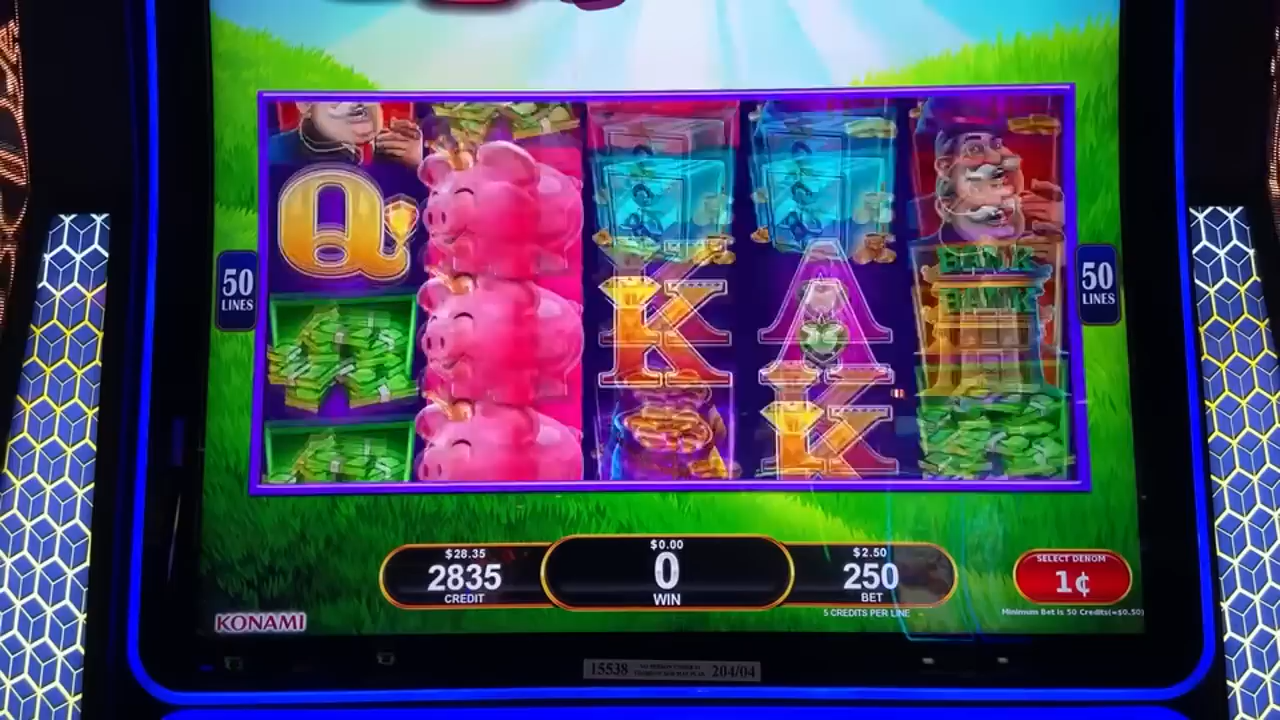 Q
BANK
BANK
K
A
K
50
LINES
50
LINES
$28.35
2835
CREDIT
$0.00
0
WIN
$2.50
250
BET
5 CREDITS PER LINE
SELECT DENOM
1¢
Minimum Bet is 50 Credits(=$0.50)
KONAMI
15538
204/04